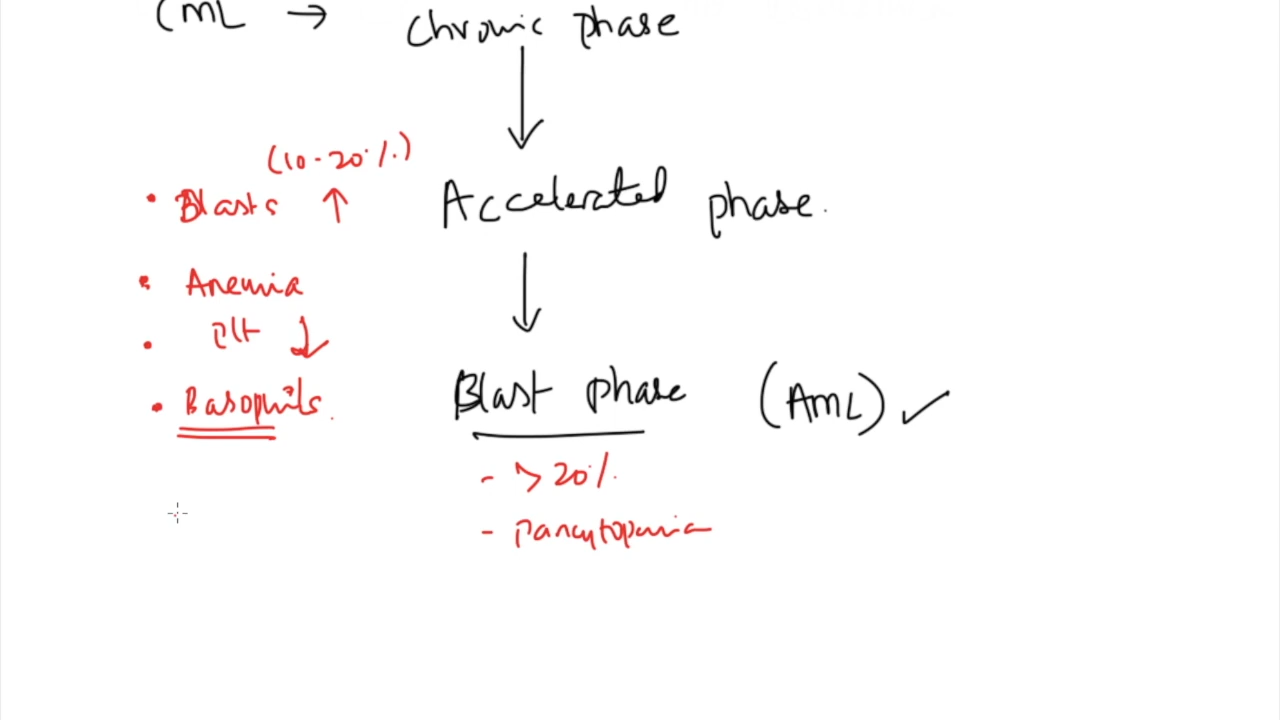 CML → Chronic phase
(10-20%)
• Blasts ↑ Accelerated phase.
• Anemia
• Plt ↓
• Basophils. Blast phase (AML) ✓
- >20%
- Pancytopenia